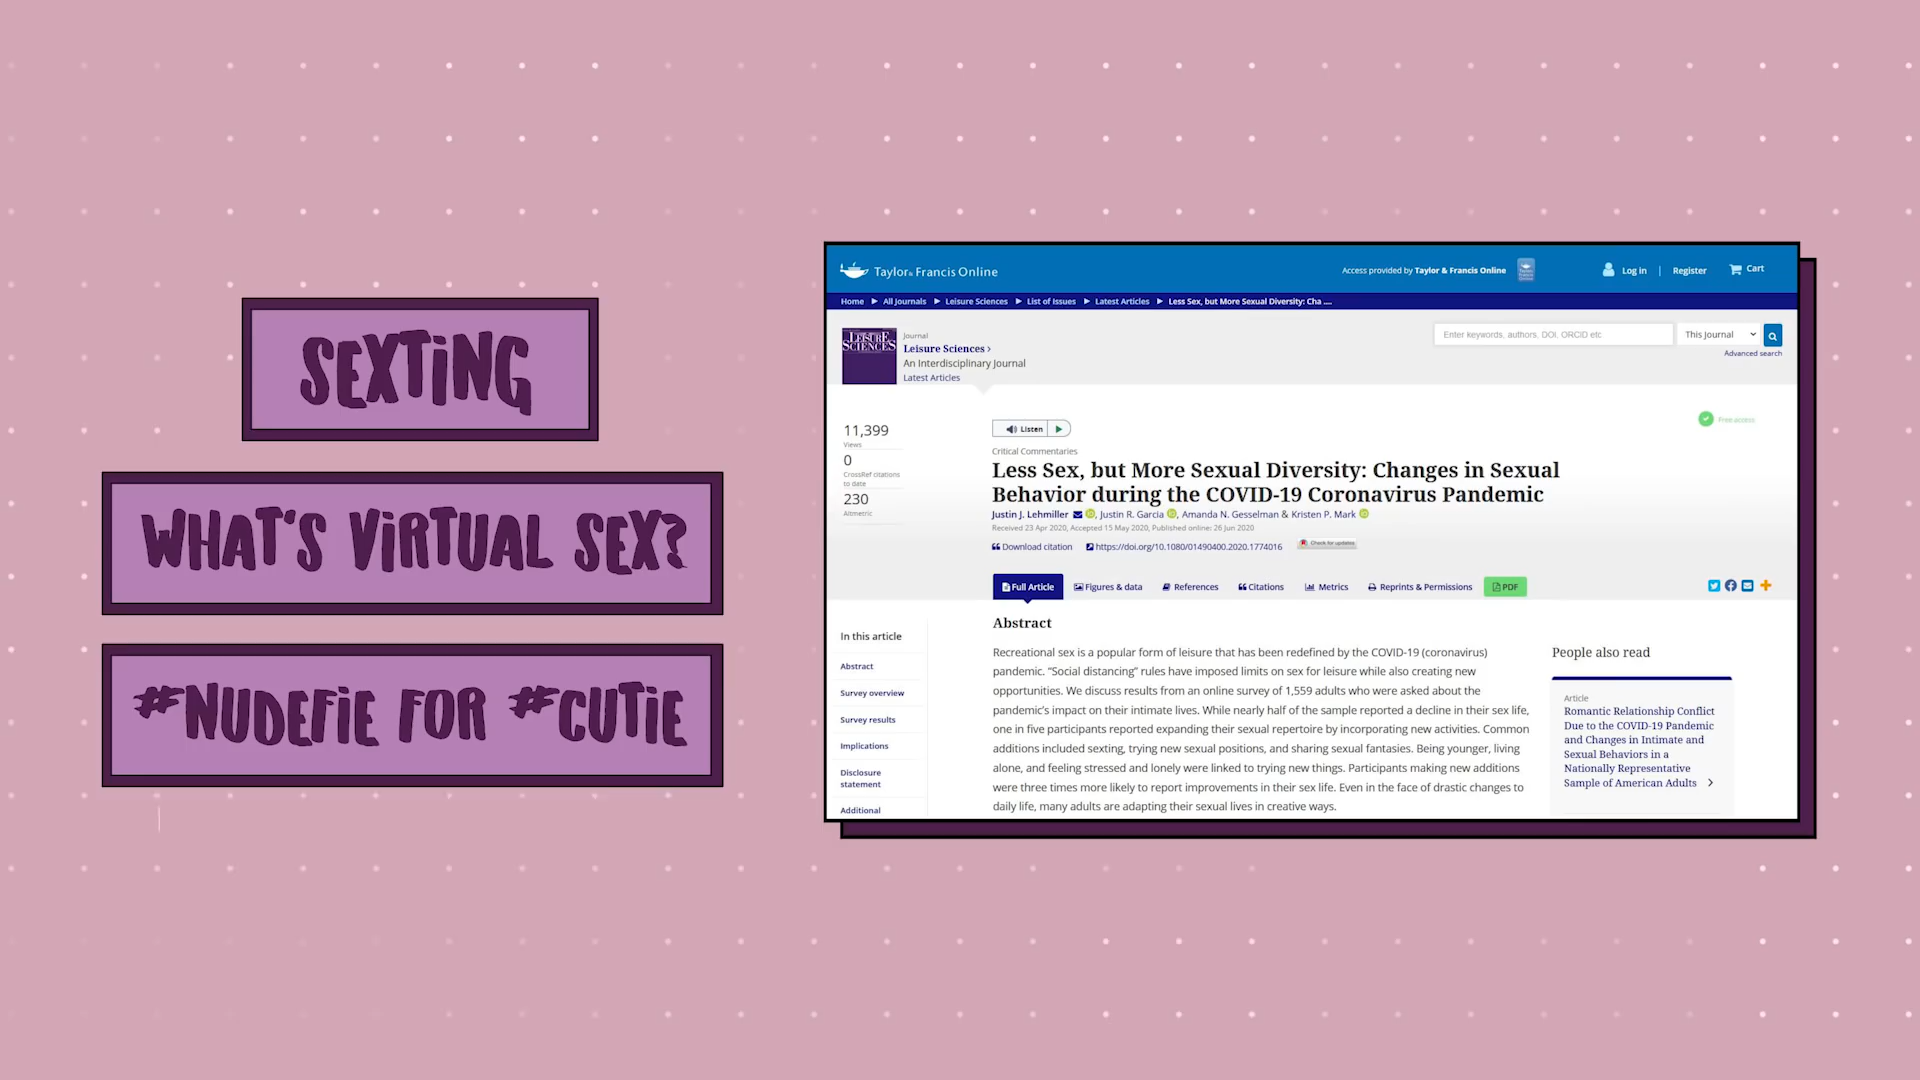 SEXTING
WHAT'S VIRTUAL SEX?
#NUDEFIE FOR #CUTIE
Taylor & Francis Online
Access provided by Taylor & Francis Online
Log in | Register
Cart
Home ▶ All Journals ▶ Leisure Sciences ▶ List of Issues ▶ Latest Articles ▶ Less Sex, but More Sexual Diversity: Cha ....
LEISURE
SCIENCES
Journal
Leisure Sciences ›
An Interdisciplinary Journal
Latest Articles
Enter keywords, authors, DOI, ORCID etc
This Journal
Advanced search
11,399
Views
0
CrossRef citations
to date
230
Altmetric
Listen
Free access
Critical Commentaries
Less Sex, but More Sexual Diversity: Changes in Sexual
Behavior during the COVID-19 Coronavirus Pandemic
Justin J. Lehmiller, Justin R. Garcia, Amanda N. Gesselman & Kristen P. Mark
Received 23 Apr 2020, Accepted 15 May 2020, Published online: 26 Jun 2020
Download citation
https://doi.org/10.1080/01490400.2020.1774016
Check for updates
Full Article
Figures & data
References
Citations
Metrics
Reprints & Permissions
PDF
In this article
Abstract
Survey overview
Survey results
Implications
Disclosure
statement
Additional
Abstract
Recreational sex is a popular form of leisure that has been redefined by the COVID-19 (coronavirus)
pandemic. “Social distancing” rules have imposed limits on sex for leisure while also creating new
opportunities. We discuss results from an online survey of 1,559 adults who were asked about the
pandemic’s impact on their intimate lives. While nearly half of the sample reported a decline in their sex life,
one in five participants reported expanding their sexual repertoire by incorporating new activities. Common
additions included sexting, trying new sexual positions, and sharing sexual fantasies. Being younger, living
alone, and feeling stressed and lonely were linked to trying new things. Participants making new additions
were three times more likely to report improvements in their sex life. Even in the face of drastic changes to
daily life, many adults are adapting their sexual lives in creative ways.
People also read
Article
Romantic Relationship Conflict
Due to the COVID-19 Pandemic
and Changes in Intimate and
Sexual Behaviors in a
Nationally Representative
Sample of American Adults